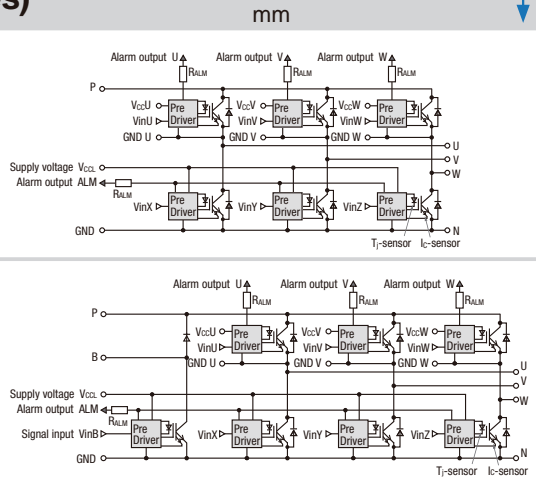 s)
mm
Alarm output U Alarm output V Alarm output W
RALM RALM RALM
P
VCCU Pre Driver VCCV Pre Driver VCCW Pre Driver
VinU VinV VinW
GND U GND V GND W
U
V
W
Supply voltage VCCL
Alarm output ALM
RALM
VinX Pre Driver VinY Pre Driver VinZ Pre Driver
GND N
Tj-sensor IC-sensor
Alarm output U Alarm output V Alarm output W
RALM RALM RALM
P
VCCU Pre Driver VCCV Pre Driver VCCW Pre Driver
VinU VinV VinW
B
GND U GND V GND W
U
V
W
Supply voltage VCCL
Alarm output ALM
RALM
Signal input VinB Pre Driver VinX Pre Driver VinY Pre Driver VinZ Pre Driver
GND N
Tj-sensor IC-sensor